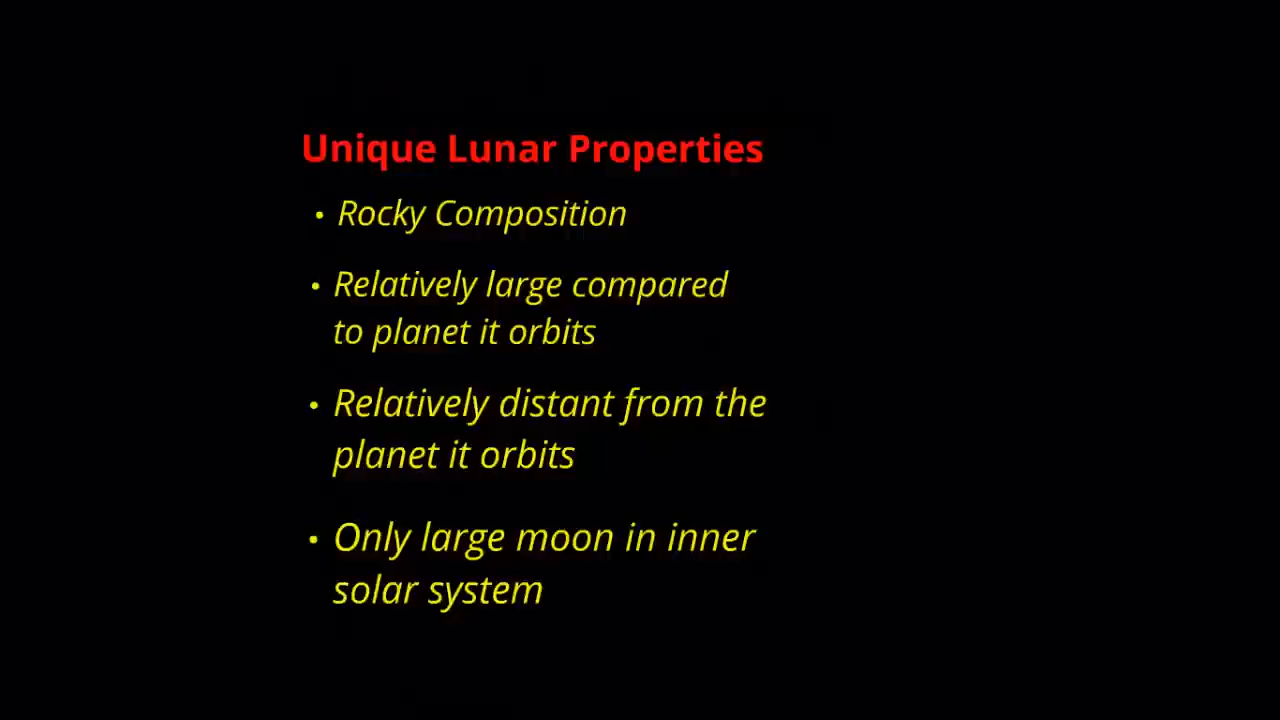 Unique Lunar Properties
• Rocky Composition
• Relatively large compared
to planet it orbits
• Relatively distant from the
planet it orbits
• Only large moon in inner
solar system